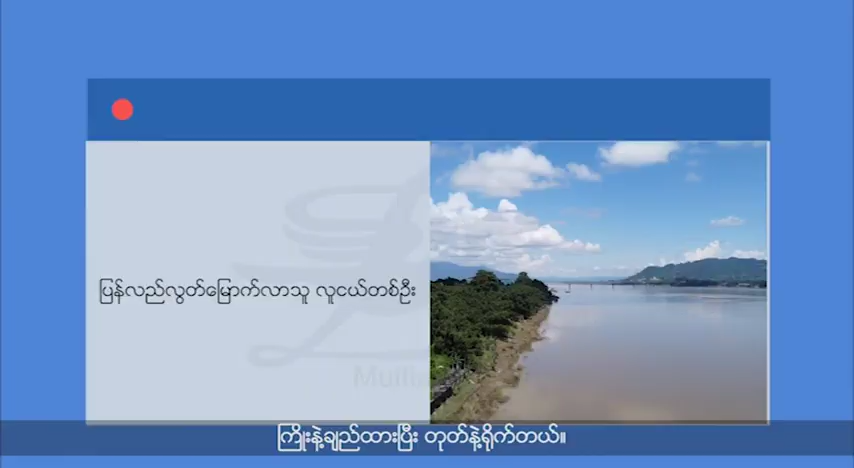 ပြန်လည်လွတ်မြောက်လာသူ လူငယ်တစ်ဦး
ကြိုးနဲ့ချည်ထားပြီး တုတ်နဲ့ရိုက်တယ်။